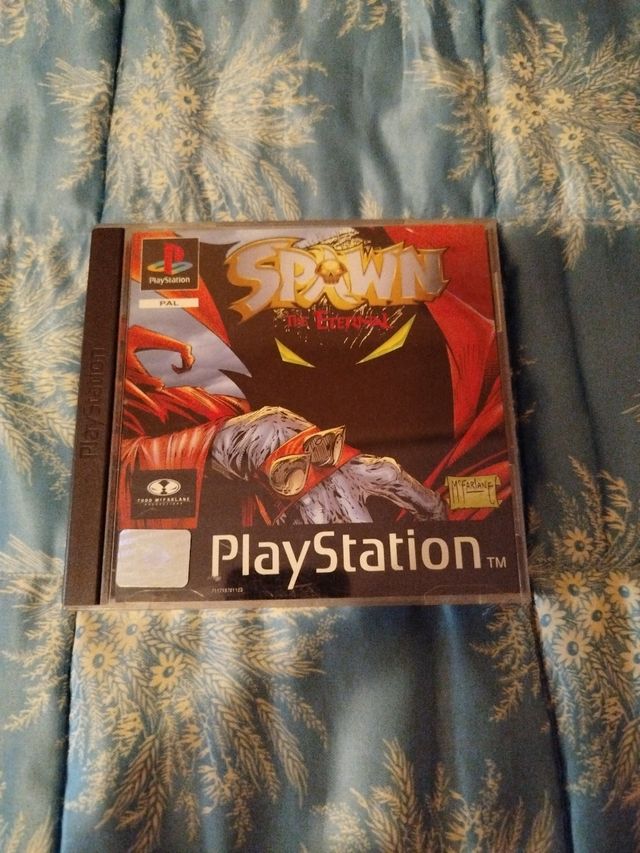 PlayStation
PlayStation
PAL
SPAWN
THE ETERNAL
McFARLANE
TODD McFARLANE
PRODUCTIONS
PlayStation™